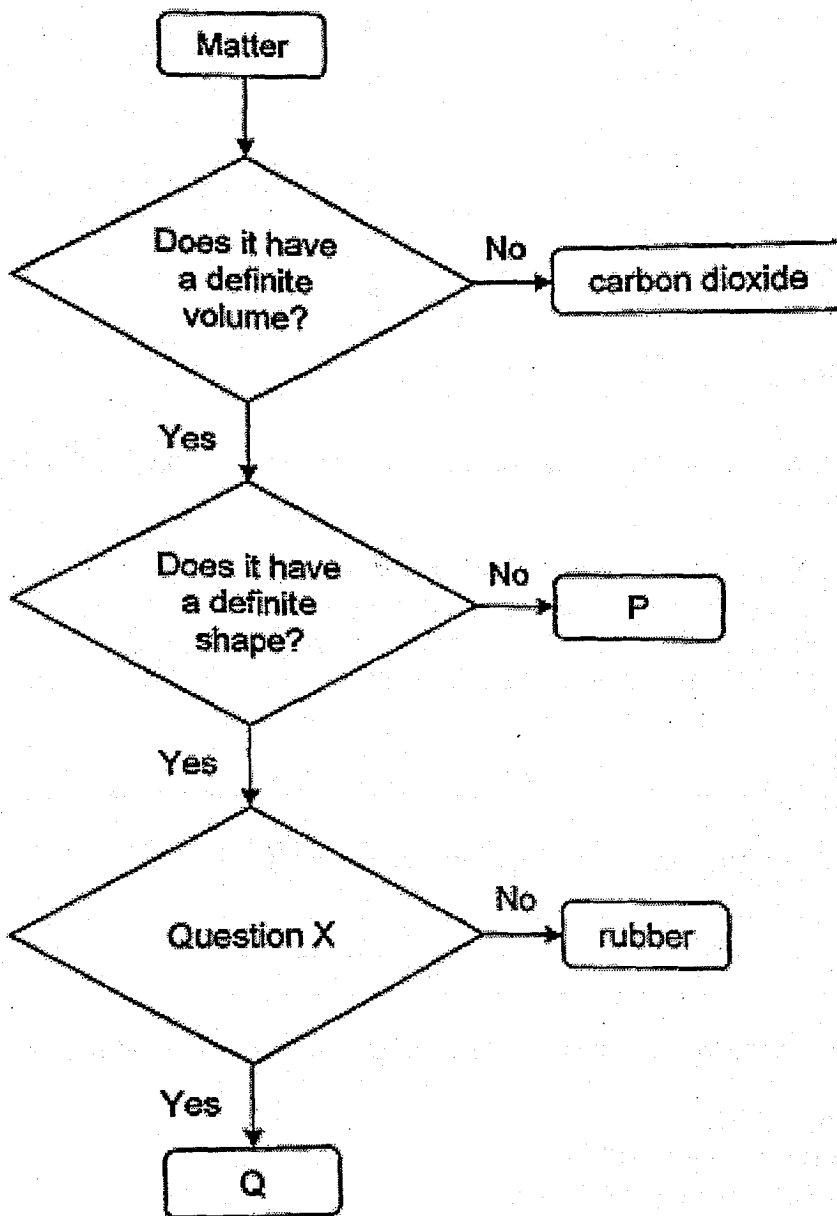 Matter
Does it have
a definite
volume?
No
carbon dioxide
Yes
Does it have
a definite
shape?
No
P
Yes
Question X
No
rubber
Yes
Q